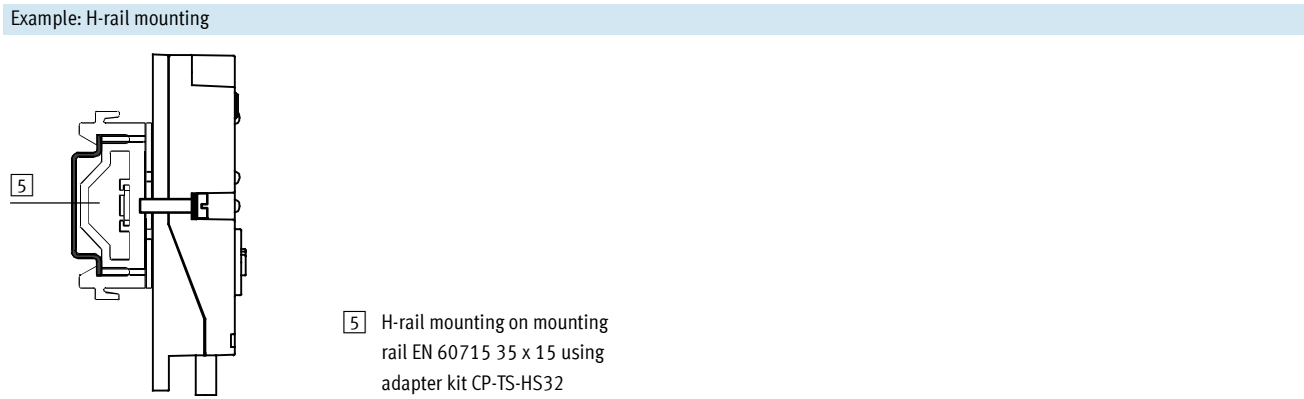 Example: H-rail mounting
5
5 H-rail mounting on mounting
rail EN 60715 35 x 15 using
adapter kit CP-TS-HS32